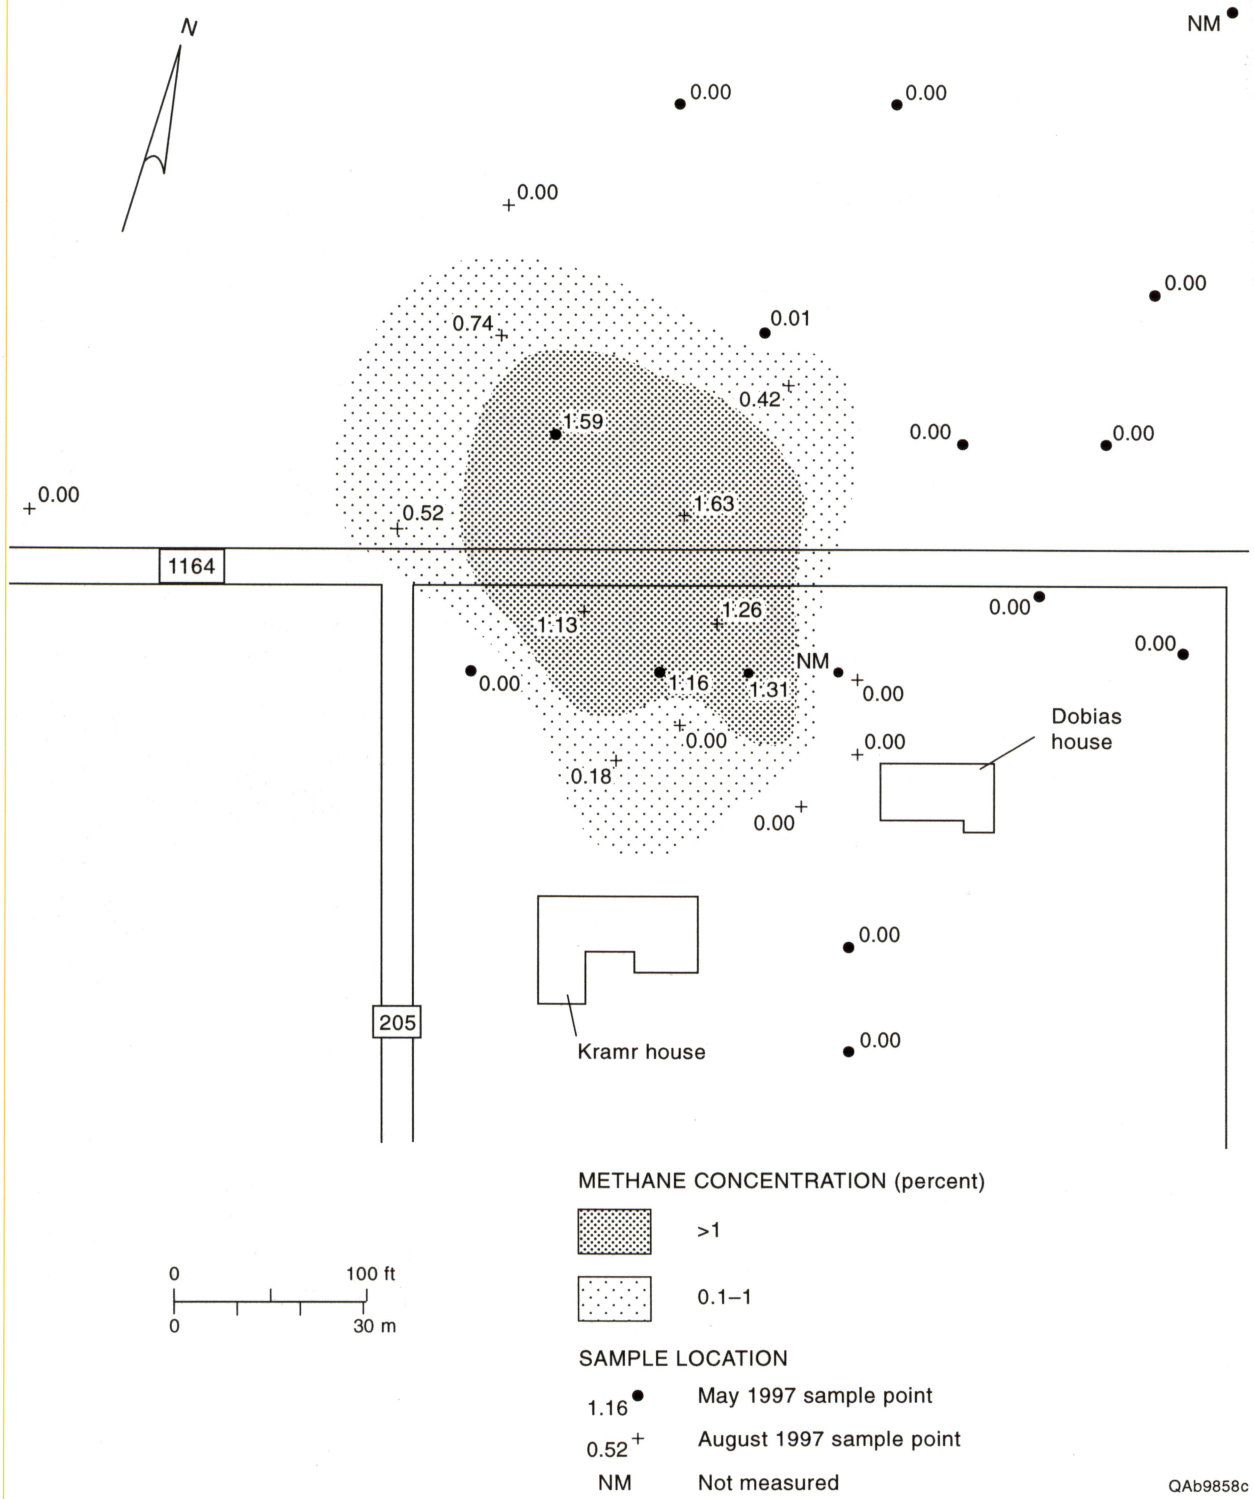 N
NM
0.00
0.00
0.00
0.00
0.01
0.74
0.42
1.59
0.00
0.00
0.00
0.52
1.63
1164
0.00
1.13
1.26
0.00
NM
0.00
1.16
1.31
0.00
Dobias
house
0.00
0.00
0.18
0.00
0.00
205
0.00
Kramr house
METHANE CONCENTRATION (percent)
>1
0.1–1
0 100 ft
0 30 m
SAMPLE LOCATION
1.16 May 1997 sample point
0.52 August 1997 sample point
NM Not measured
QAb9858c